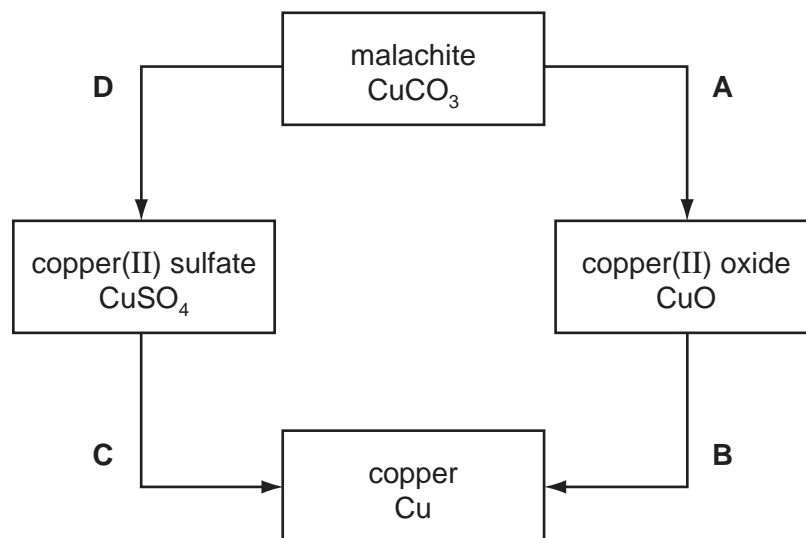 malachite
CuCO₃
D
A
copper(II) sulfate
CuSO₄
copper(II) oxide
CuO
C
B
copper
Cu